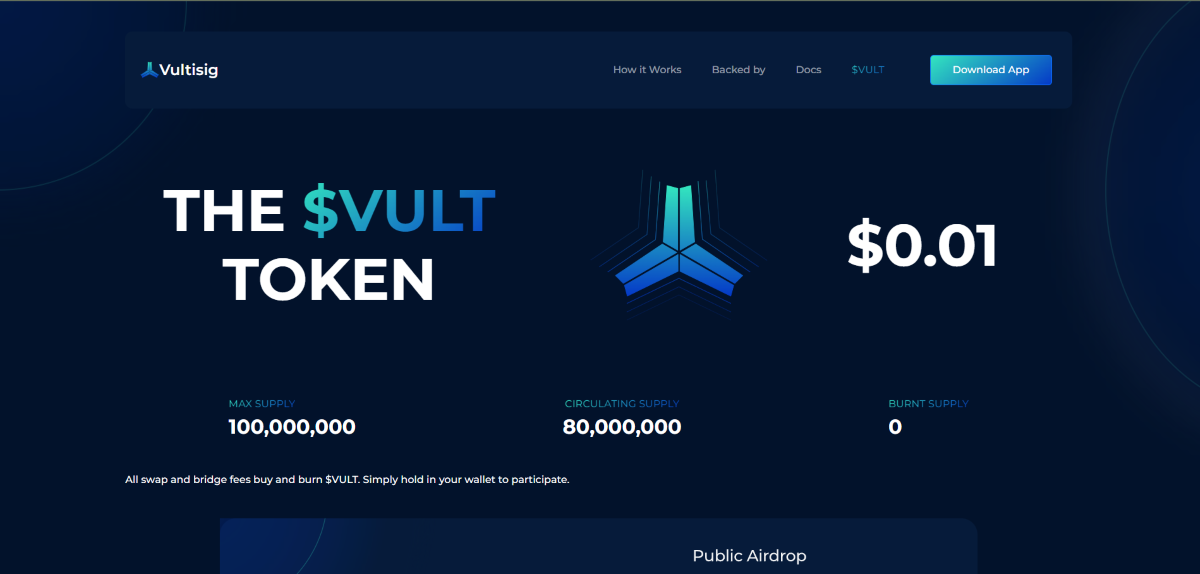 Vultisig
How it Works
Backed by
Docs
$VULT
Download App
THE $VULT
TOKEN
$0.01
MAX SUPPLY
100,000,000
CIRCULATING SUPPLY
80,000,000
BURNT SUPPLY
0
All swap and bridge fees buy and burn $VULT. Simply hold in your wallet to participate.
Public Airdrop